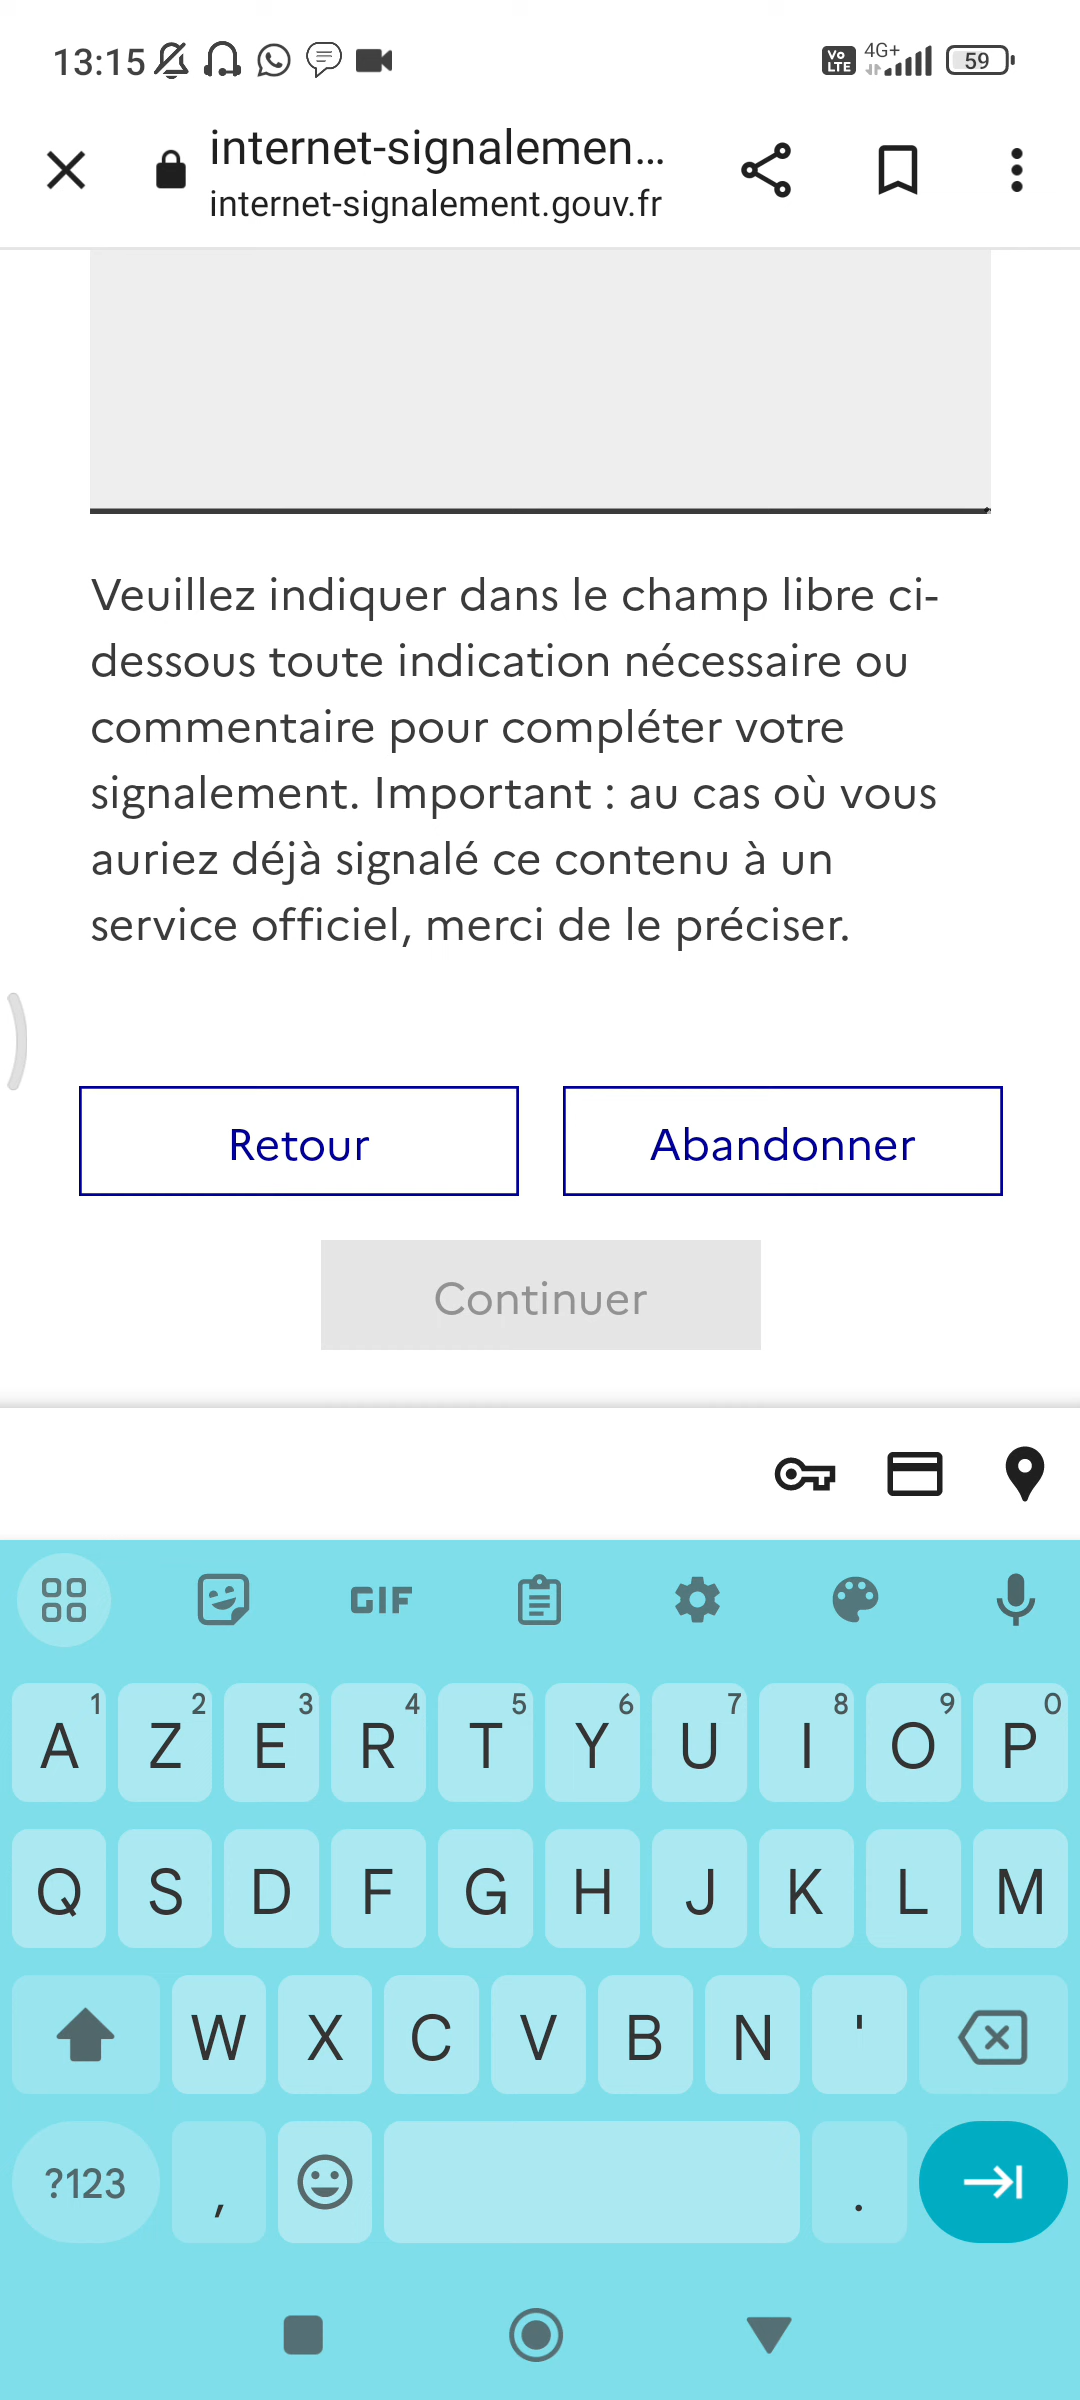 13:15
Vo LTE
4G+
59
internet-signalemen...
internet-signalement.gouv.fr
Veuillez indiquer dans le champ libre ci-
dessous toute indication nécessaire ou
commentaire pour compléter votre
signalement. Important : au cas où vous
auriez déjà signalé ce contenu à un
service officiel, merci de le préciser.
Retour Abandonner
Continuer
GIF
1 2 3 4 5 6 7 8 9 0
A Z E R T Y U I O P
Q S D F G H J K L M
W X C V B N '
?123 , .